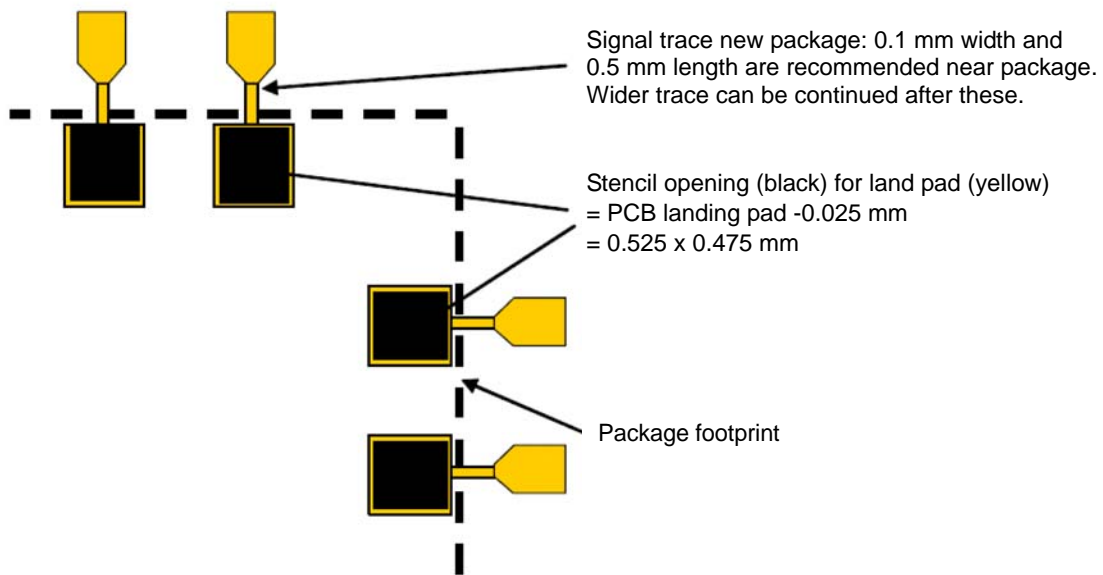 Signal trace new package: 0.1 mm width and
0.5 mm length are recommended near package.
Wider trace can be continued after these.
Stencil opening (black) for land pad (yellow)
= PCB landing pad -0.025 mm
= 0.525 x 0.475 mm
Package footprint